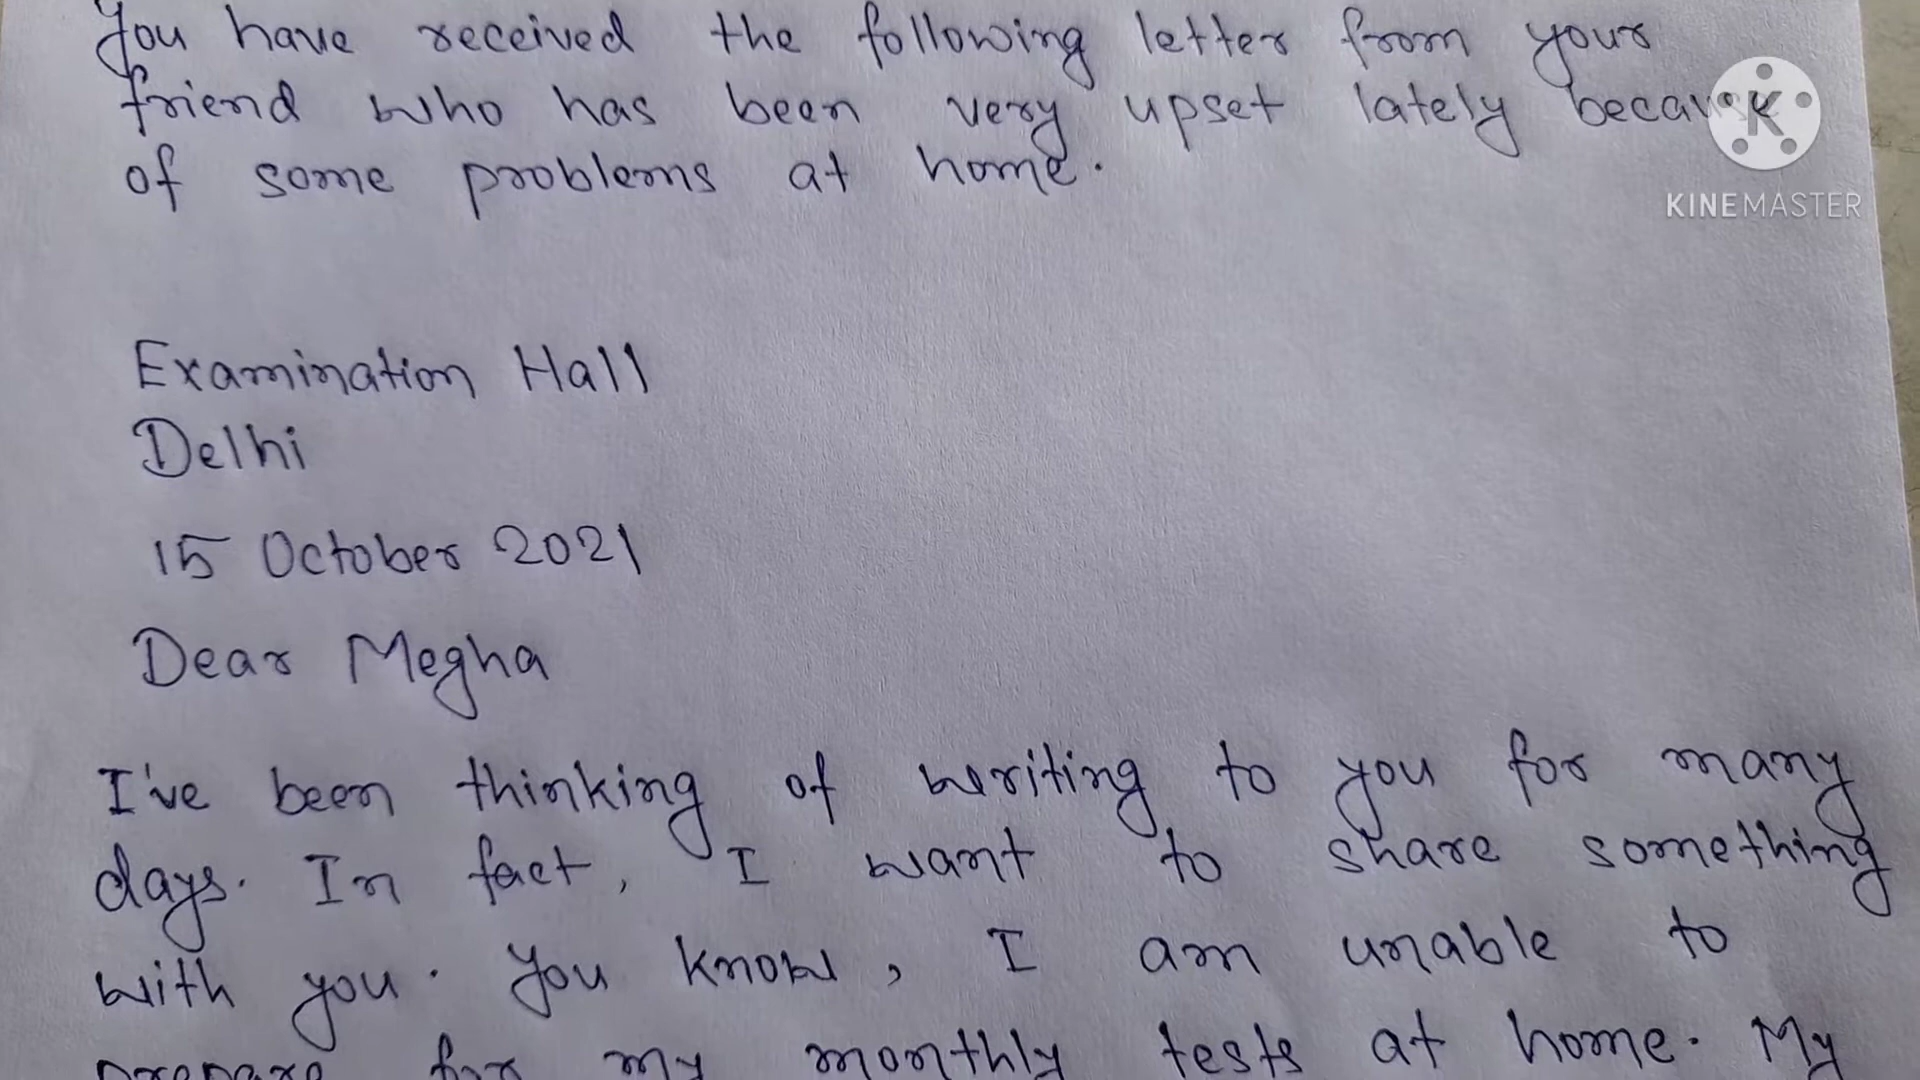 You have received the following letter from your
friend who has been very upset lately because
of some problems at home.
KINEMASTER
Examination Hall
Delhi
15 October 2021
Dear Megha
I've been thinking of writing to you for many
days. In fact, I want to share something
with you. You know, I am unable to
prepare for my monthly tests at home. My